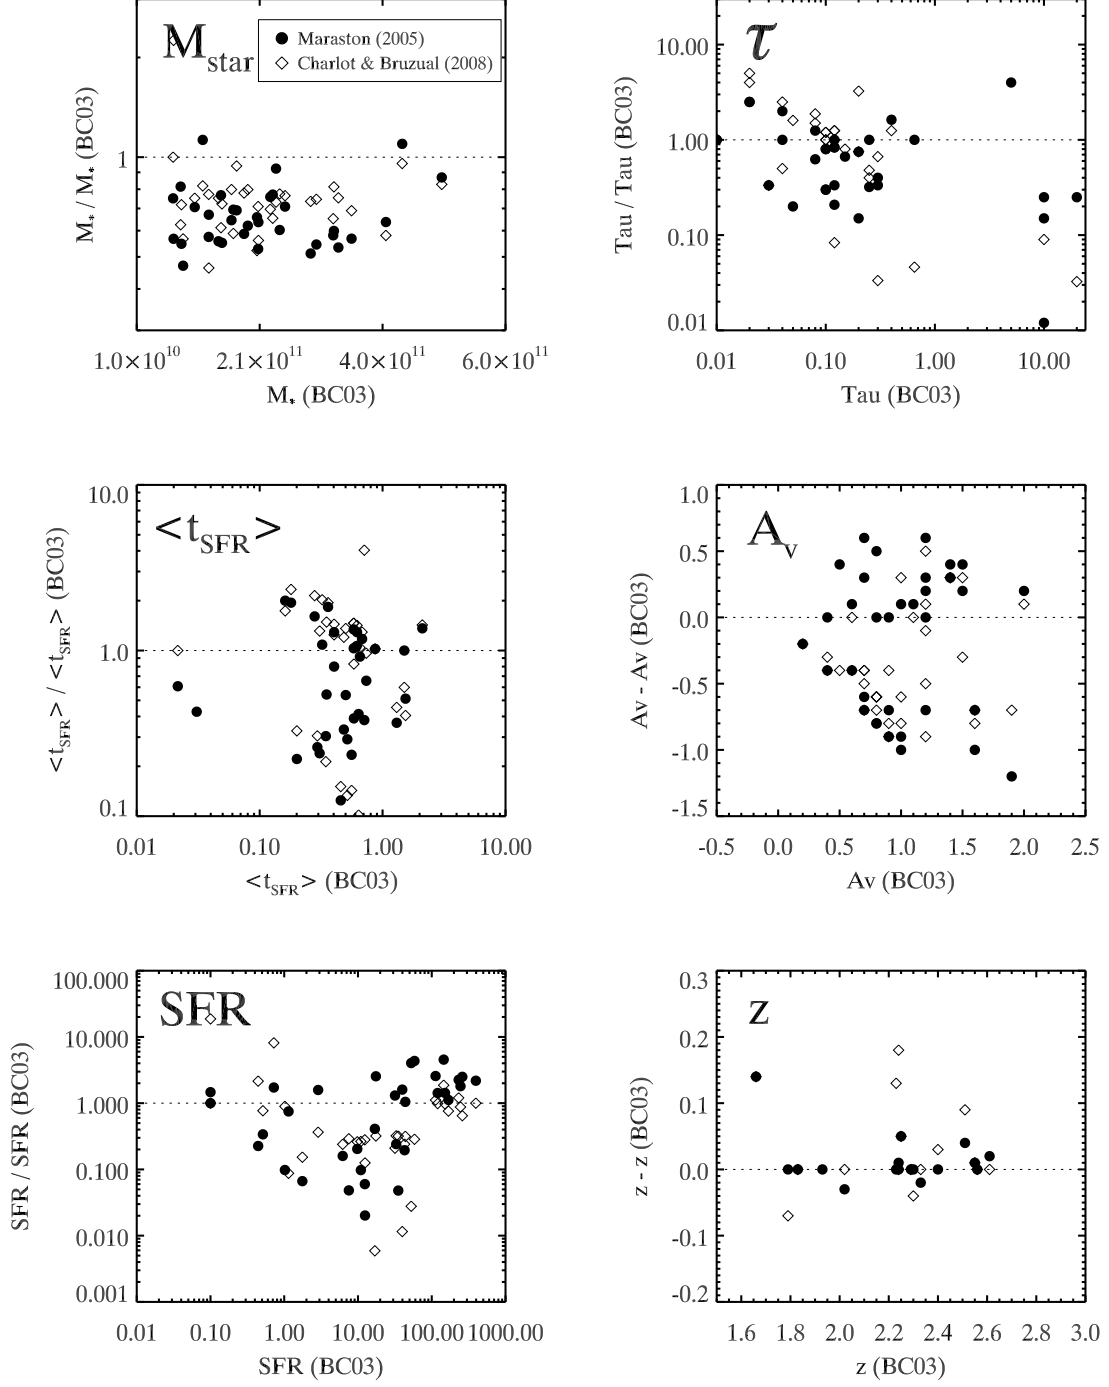 M_star
Maraston (2005)
Charlot & Bruzual (2008)
M_* / M_* (BC03)
1
1.0×10^10 2.1×10^11 4.0×10^11 6.0×10^11
M_* (BC03)
τ
Tau / Tau (BC03)
10.00
1.00
0.10
0.01
0.01 0.10 1.00 10.00
Tau (BC03)
<t_SFR>
<t_SFR> / <t_SFR> (BC03)
10.0
1.0
0.1
0.01 0.10 1.00 10.00
<t_SFR> (BC03)
A_v
Av - Av (BC03)
1.0
0.5
0.0
-0.5
-1.0
-1.5
-0.5 0.0 0.5 1.0 1.5 2.0 2.5
Av (BC03)
SFR
SFR / SFR (BC03)
100.000
10.000
1.000
0.100
0.010
0.001
0.01 0.10 1.00 10.00 100.00 1000.00
SFR (BC03)
z
z - z (BC03)
0.3
0.2
0.1
0.0
-0.1
-0.2
1.6 1.8 2.0 2.2 2.4 2.6 2.8 3.0
z (BC03)